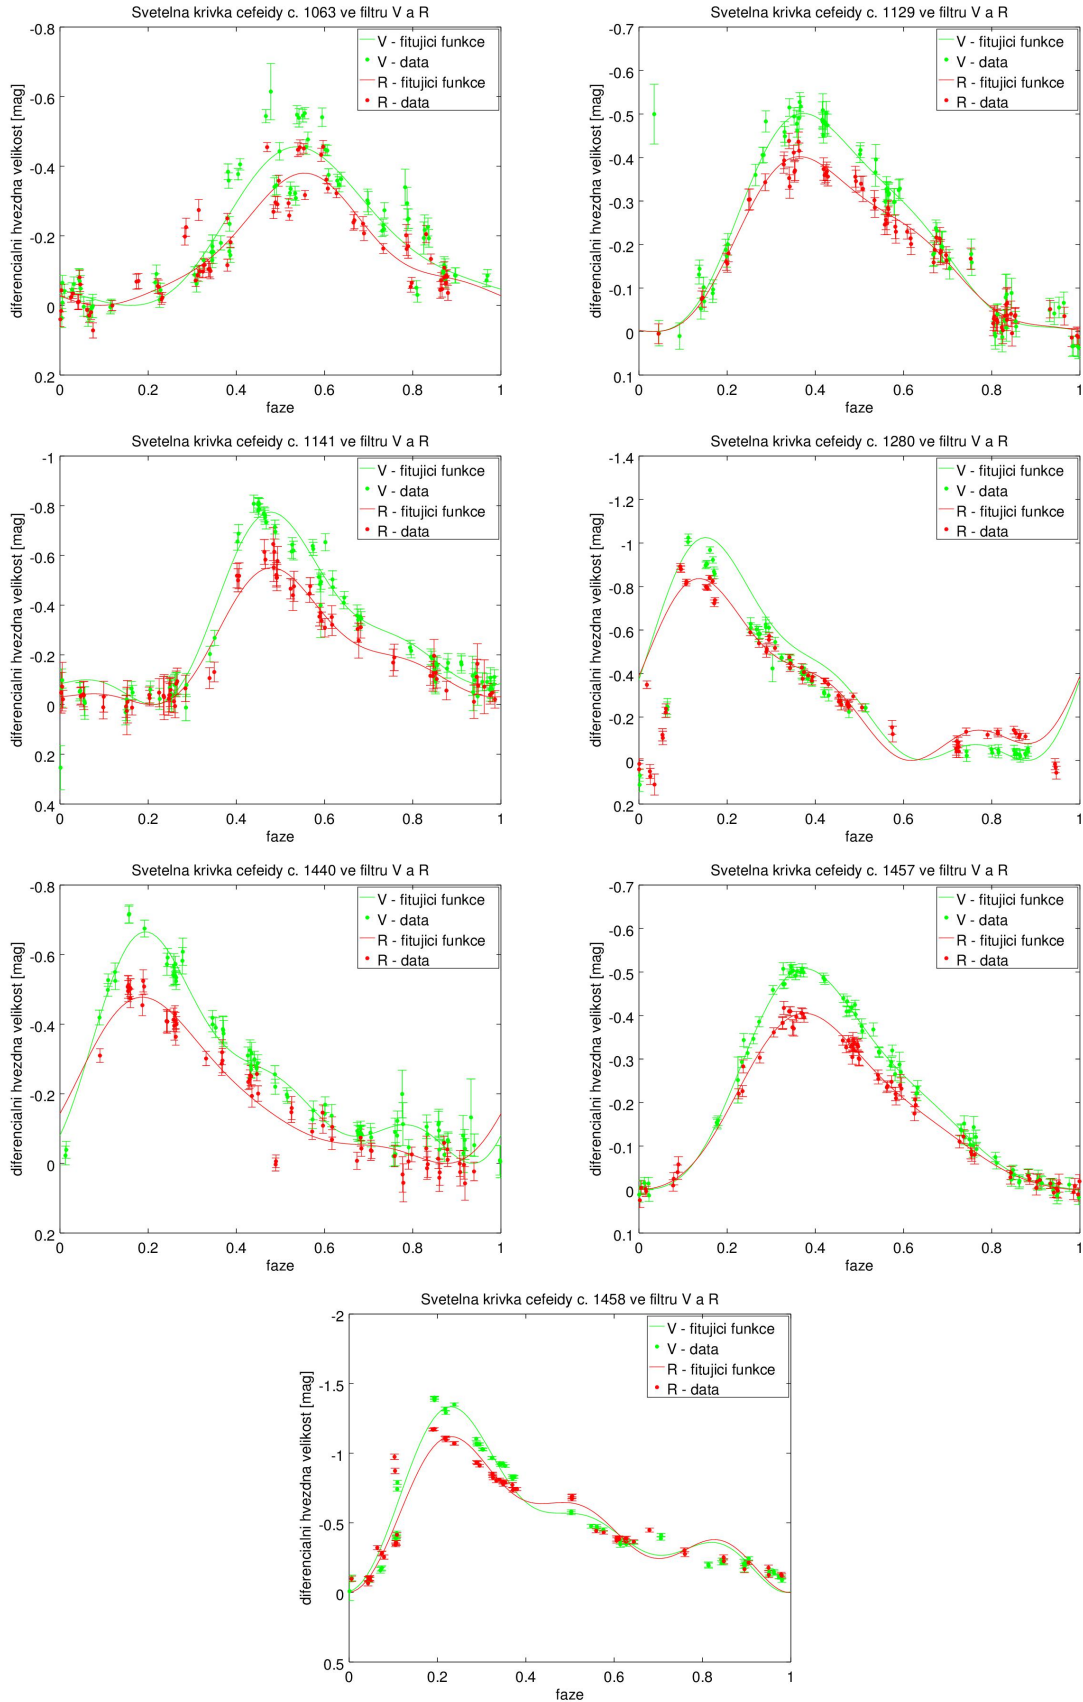 Svetelna krivka cefeidy c. 1063 ve filtru V a R
diferencialni hvezdna velikost [mag]
-0.8
-0.6
-0.4
-0.2
0
0.2
0 0.2 0.4 0.6 0.8 1
faze
V - fitujici funkce
V - data
R - fitujici funkce
R - data
Svetelna krivka cefeidy c. 1129 ve filtru V a R
diferencialni hvezdna velikost [mag]
-0.7
-0.6
-0.5
-0.4
-0.3
-0.2
-0.1
0
0.1
0 0.2 0.4 0.6 0.8 1
faze
V - fitujici funkce
V - data
R - fitujici funkce
R - data
Svetelna krivka cefeidy c. 1141 ve filtru V a R
diferencialni hvezdna velikost [mag]
-1
-0.8
-0.6
-0.4
-0.2
0
0.2
0.4
0 0.2 0.4 0.6 0.8 1
faze
V - fitujici funkce
V - data
R - fitujici funkce
R - data
Svetelna krivka cefeidy c. 1280 ve filtru V a R
diferencialni hvezdna velikost [mag]
-1.4
-1.2
-1
-0.8
-0.6
-0.4
-0.2
0
0.2
0 0.2 0.4 0.6 0.8 1
faze
V - fitujici funkce
V - data
R - fitujici funkce
R - data
Svetelna krivka cefeidy c. 1440 ve filtru V a R
diferencialni hvezdna velikost [mag]
-0.8
-0.6
-0.4
-0.2
0
0.2
0 0.2 0.4 0.6 0.8 1
faze
V - fitujici funkce
V - data
R - fitujici funkce
R - data
Svetelna krivka cefeidy c. 1457 ve filtru V a R
diferencialni hvezdna velikost [mag]
-0.7
-0.6
-0.5
-0.4
-0.3
-0.2
-0.1
0
0.1
0 0.2 0.4 0.6 0.8 1
faze
V - fitujici funkce
V - data
R - fitujici funkce
R - data
Svetelna krivka cefeidy c. 1458 ve filtru V a R
diferencialni hvezdna velikost [mag]
-2
-1.5
-1
-0.5
0
0.5
0 0.2 0.4 0.6 0.8 1
faze
V - fitujici funkce
V - data
R - fitujici funkce
R - data